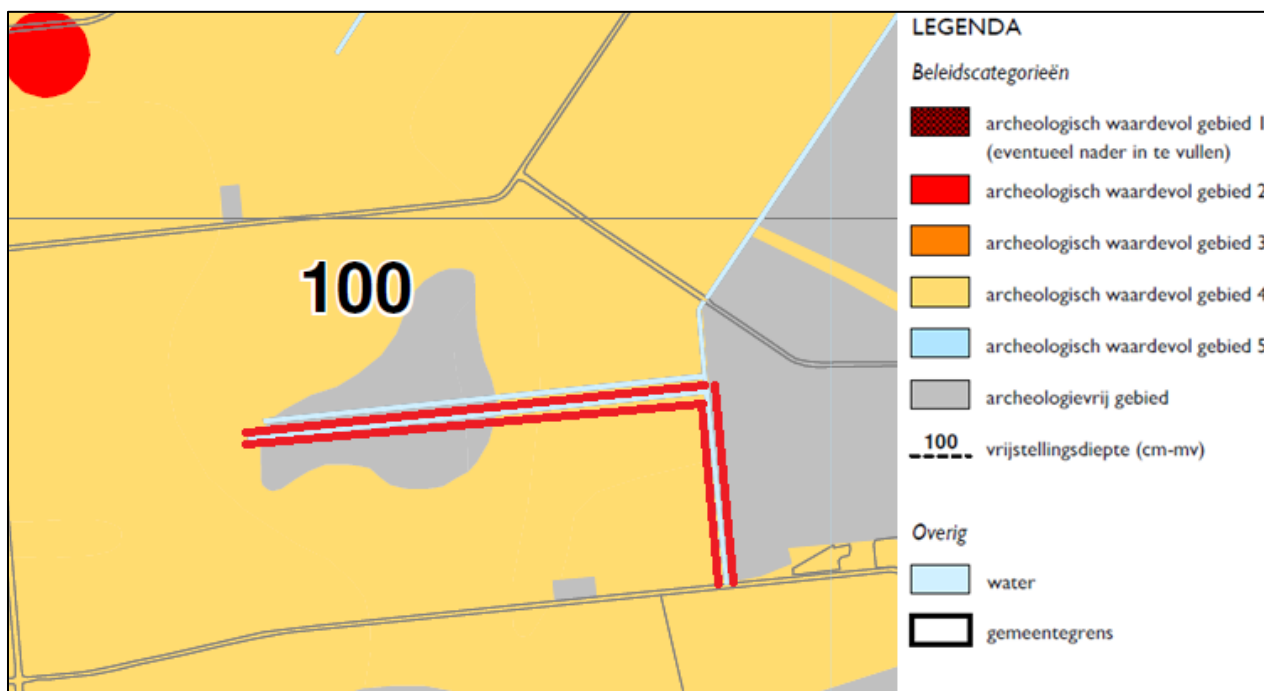 100
LEGENDA
Beleidscategorieën
archeologisch waardevol gebied 1
(eventueel nader in te vullen)
archeologisch waardevol gebied 2
archeologisch waardevol gebied 3
archeologisch waardevol gebied 4
archeologisch waardevol gebied 5
archeologievrij gebied
100 vrijstellingsdiepte (cm-mv)
Overig
water
gemeentegrens